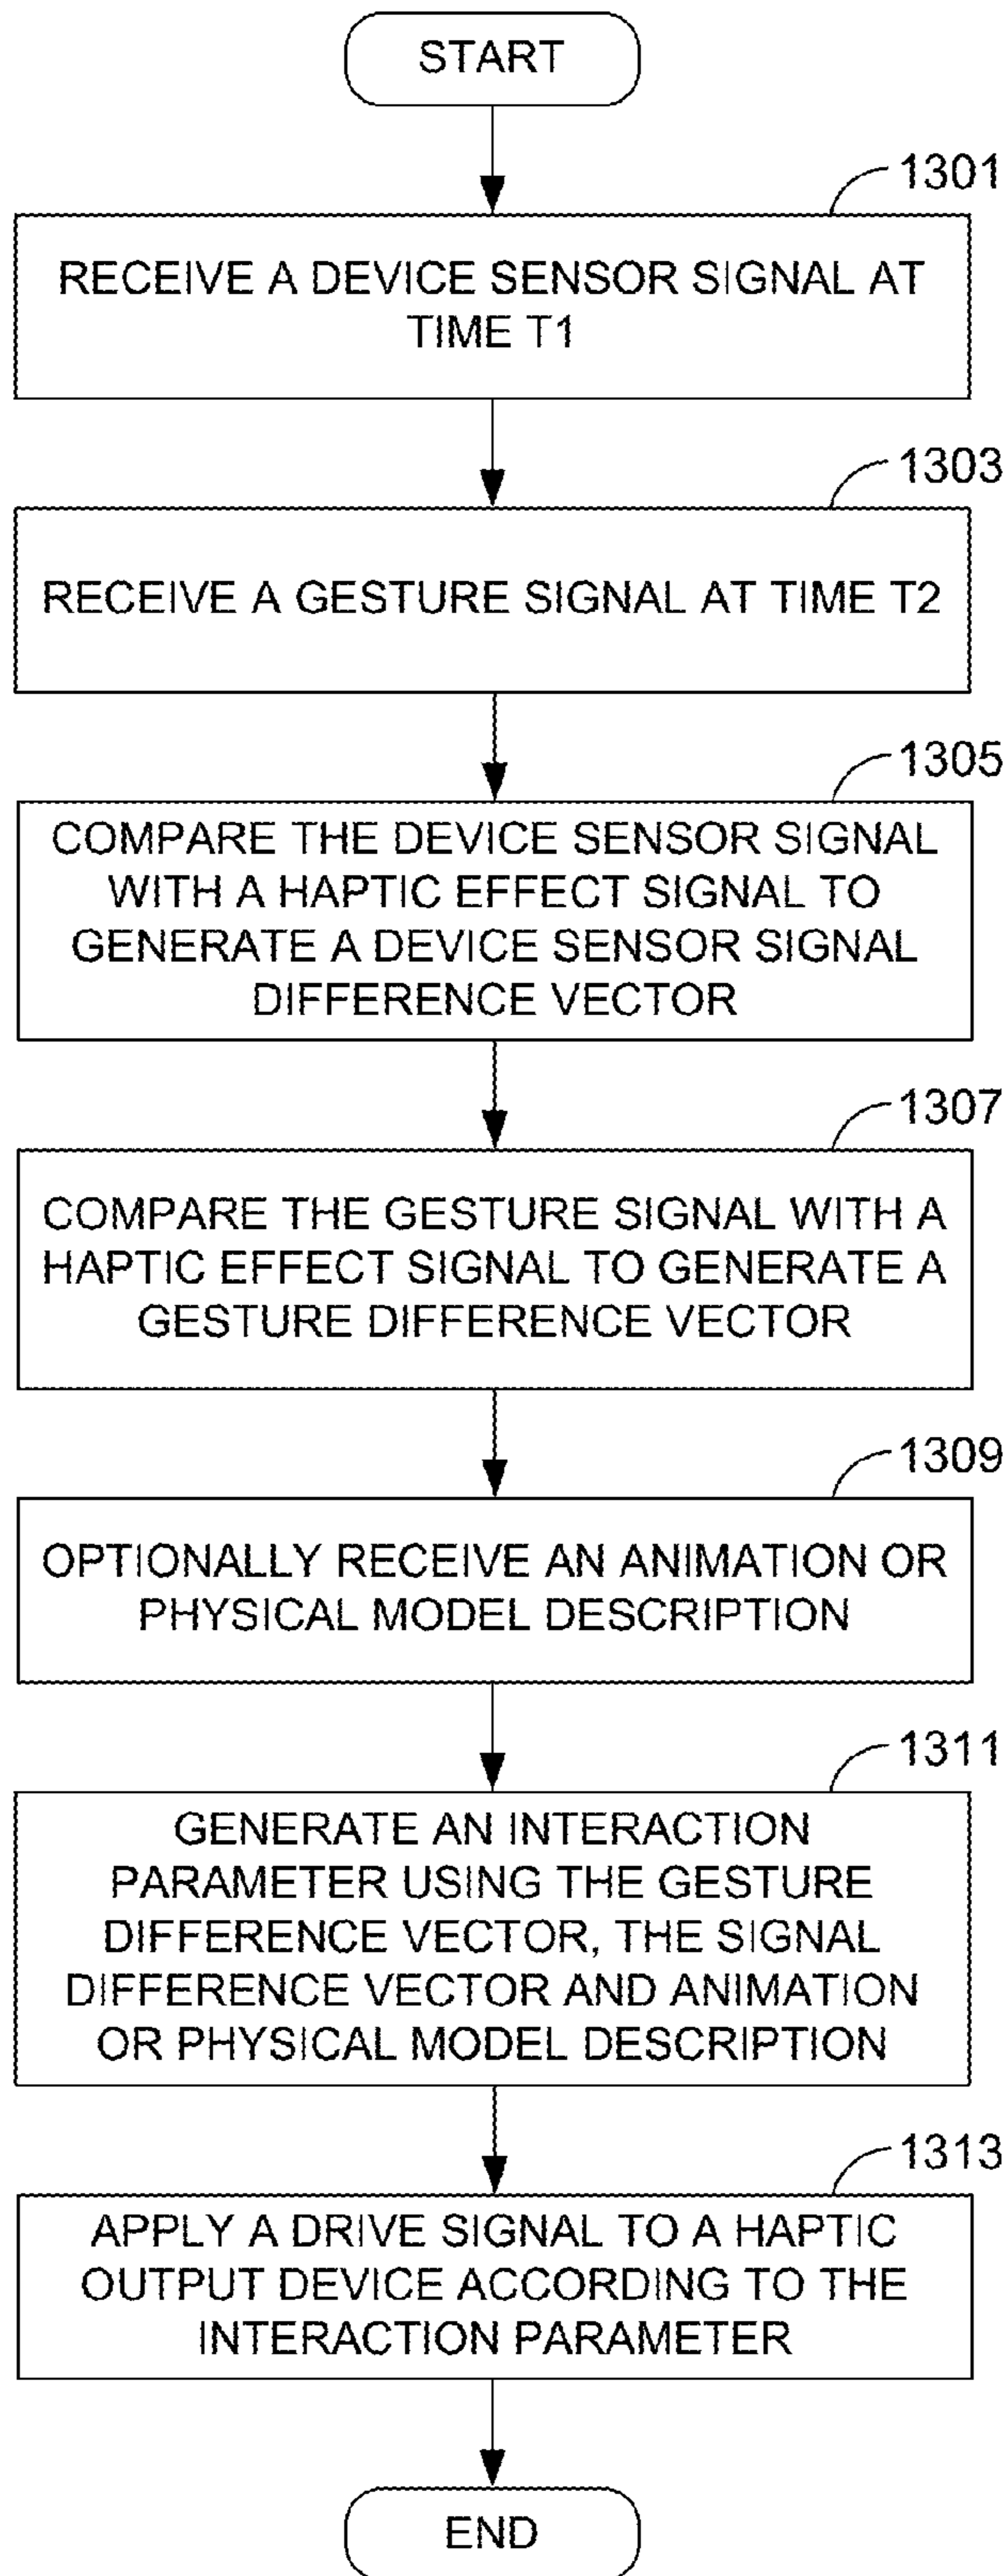 START
1301
RECEIVE A DEVICE SENSOR SIGNAL AT
TIME T1
1303
RECEIVE A GESTURE SIGNAL AT TIME T2
1305
COMPARE THE DEVICE SENSOR SIGNAL
WITH A HAPTIC EFFECT SIGNAL TO
GENERATE A DEVICE SENSOR SIGNAL
DIFFERENCE VECTOR
1307
COMPARE THE GESTURE SIGNAL WITH A
HAPTIC EFFECT SIGNAL TO GENERATE A
GESTURE DIFFERENCE VECTOR
1309
OPTIONALLY RECEIVE AN ANIMATION OR
PHYSICAL MODEL DESCRIPTION
1311
GENERATE AN INTERACTION
PARAMETER USING THE GESTURE
DIFFERENCE VECTOR, THE SIGNAL
DIFFERENCE VECTOR AND ANIMATION
OR PHYSICAL MODEL DESCRIPTION
1313
APPLY A DRIVE SIGNAL TO A HAPTIC
OUTPUT DEVICE ACCORDING TO THE
INTERACTION PARAMETER
END